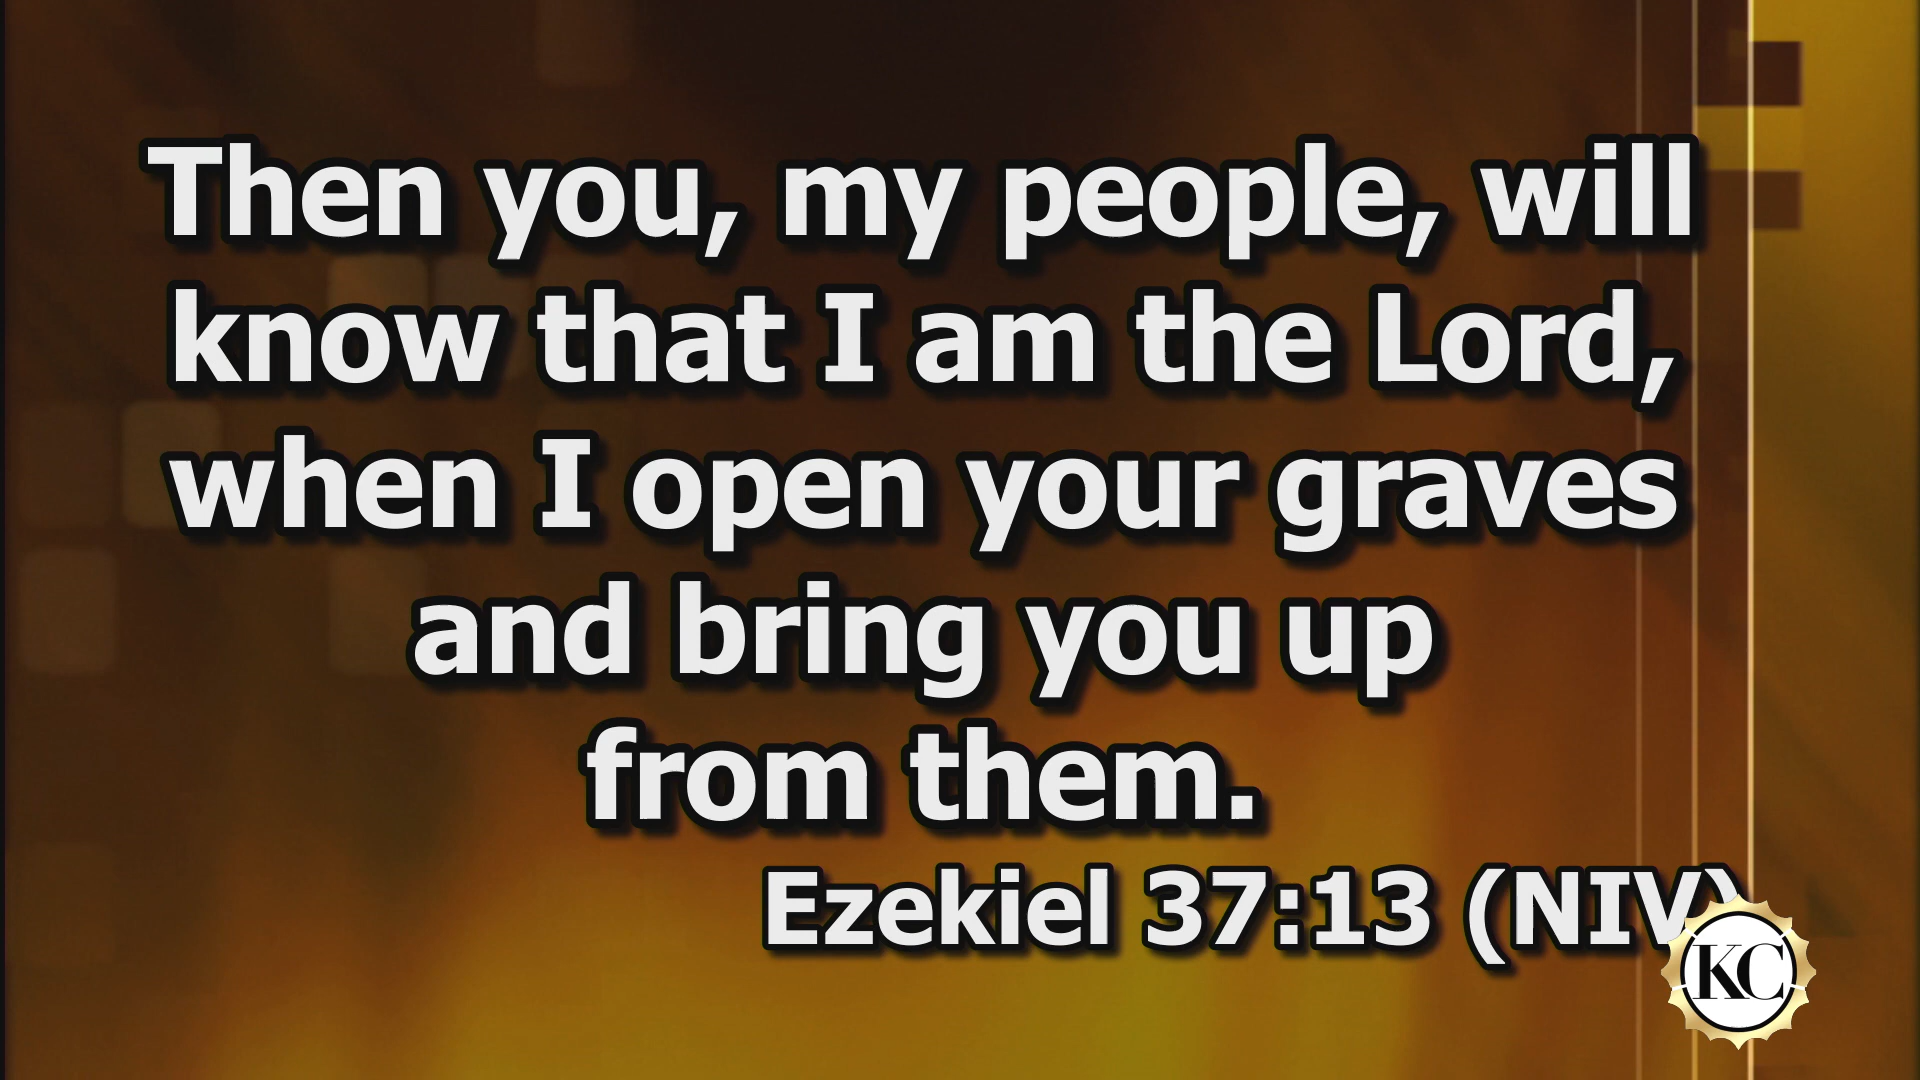 Then you, my people, will
know that I am the Lord,
when I open your graves
and bring you up
from them.
Ezekiel 37:13 (NIV)
KC